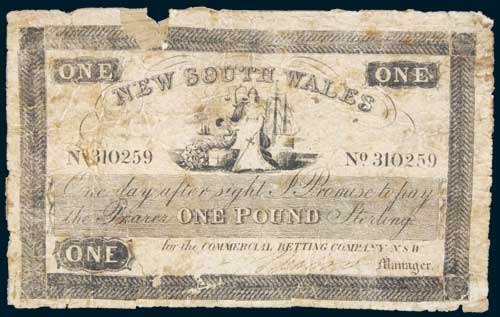 ONE ONE
NEW SOUTH WALES
No 310259 No 310259
One day after sight I Promise to pay
the Bearer ONE POUND Sterling
for the COMMERCIAL BETTING COMPANY NSW
ONE
Manager.